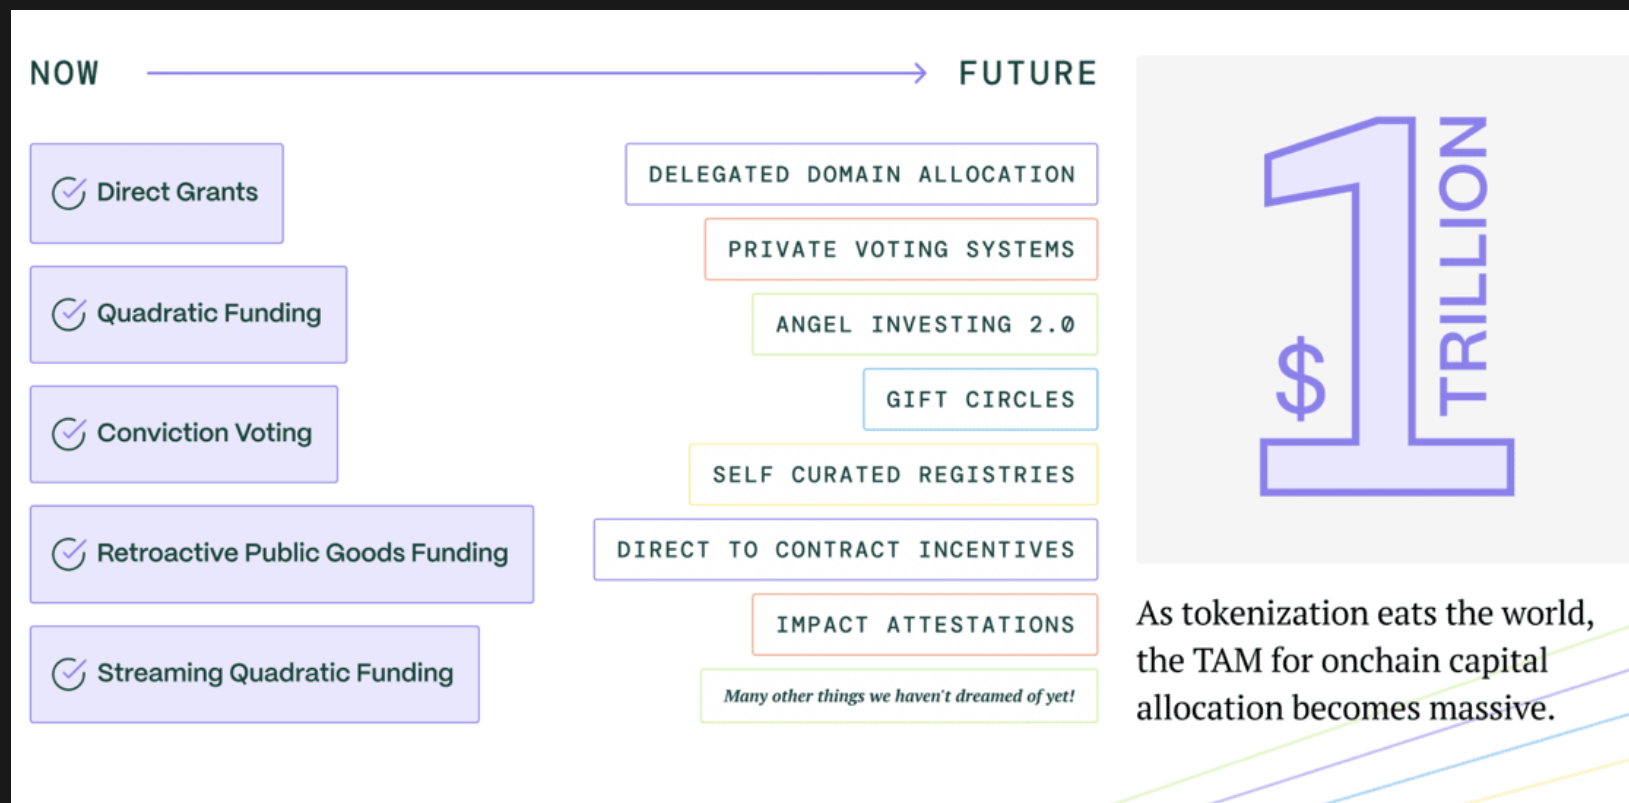 NOW
FUTURE
Direct Grants
Quadratic Funding
Conviction Voting
Retroactive Public Goods Funding
Streaming Quadratic Funding
DELEGATED DOMAIN ALLOCATION
PRIVATE VOTING SYSTEMS
ANGEL INVESTING 2.0
GIFT CIRCLES
SELF CURATED REGISTRIES
DIRECT TO CONTRACT INCENTIVES
IMPACT ATTESTATIONS
Many other things we haven't dreamed of yet!
$1 TRILLION
As tokenization eats the world,
the TAM for onchain capital
allocation becomes massive.